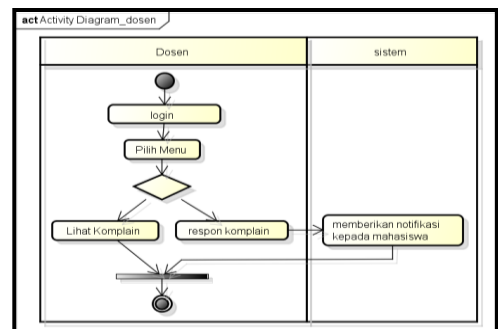 act Activity Diagram_dosen
Dosen
sistem
login
Pilih Menu
Lihat Komplain
respon komplain
memberikan notifikasi
kepada mahasiswa